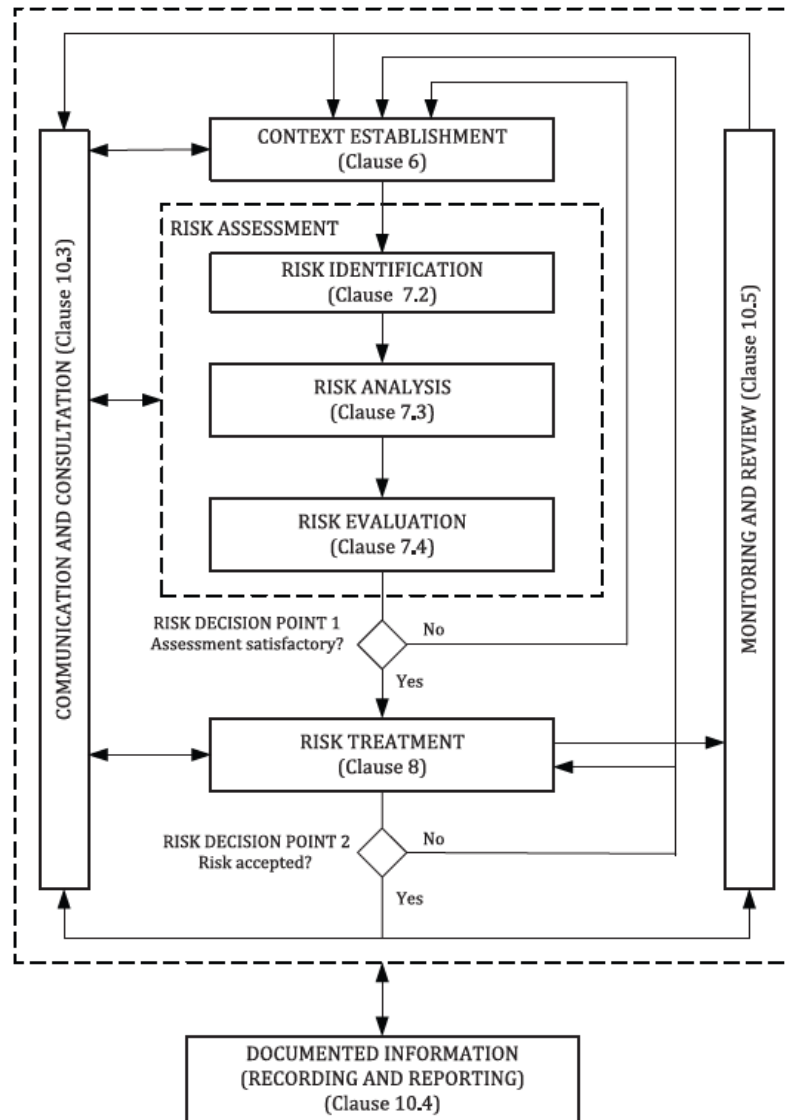 CONTEXT ESTABLISHMENT
(Clause 6)
RISK ASSESSMENT
RISK IDENTIFICATION
(Clause 7.2)
RISK ANALYSIS
(Clause 7.3)
RISK EVALUATION
(Clause 7.4)
RISK DECISION POINT 1
Assessment satisfactory?
No
Yes
RISK TREATMENT
(Clause 8)
RISK DECISION POINT 2
Risk accepted?
No
Yes
COMMUNICATION AND CONSULTATION (Clause 10.3)
MONITORING AND REVIEW (Clause 10.5)
DOCUMENTED INFORMATION
(RECORDING AND REPORTING)
(Clause 10.4)